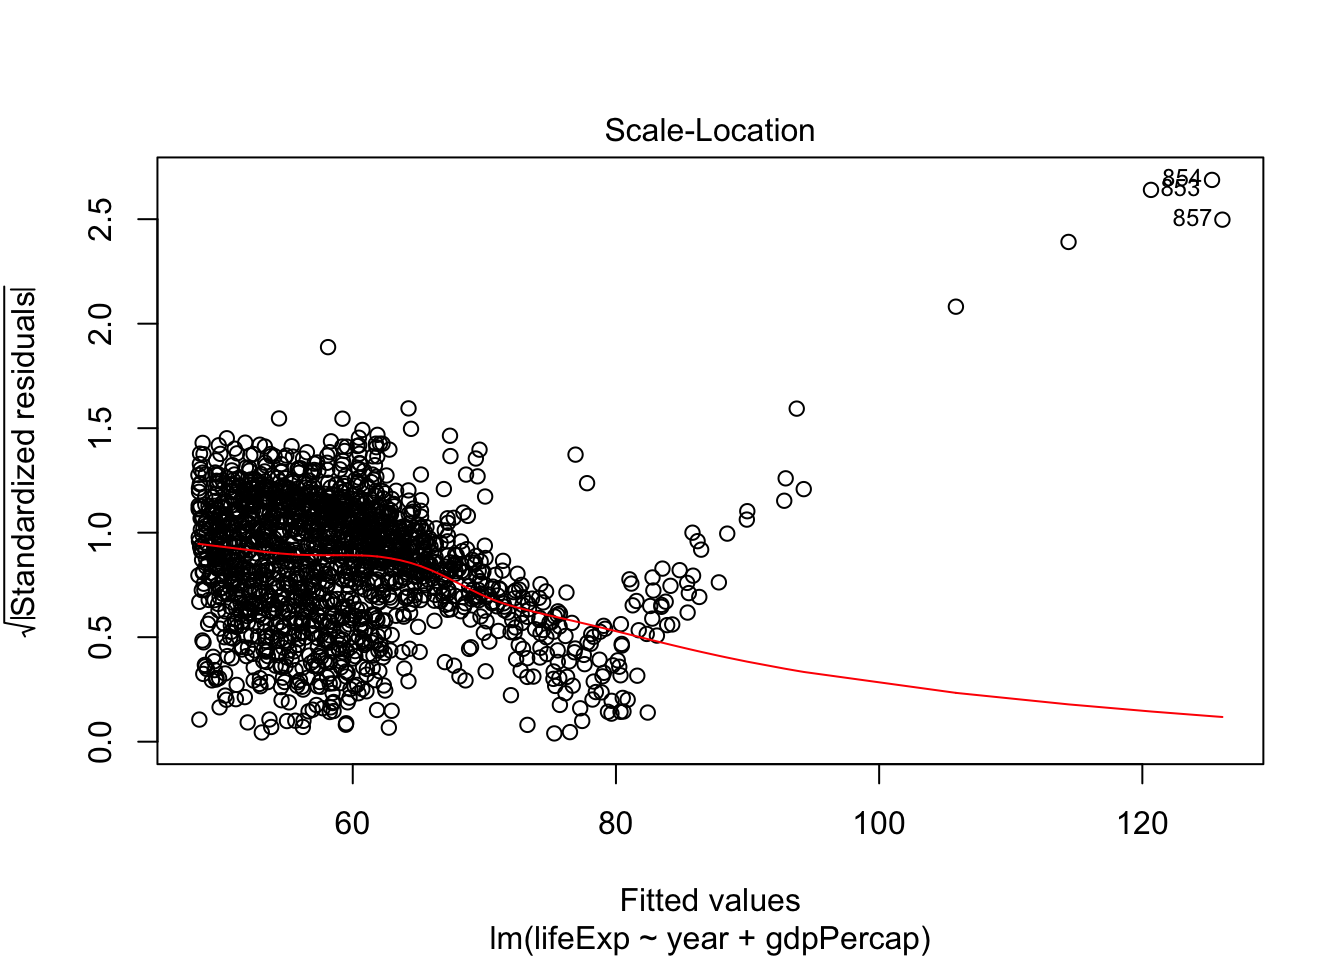 Scale-Location
854
853
857
2.5
2.0
1.5
1.0
0.5
0.0
√|Standardized residuals|
60 80 100 120
Fitted values
lm(lifeExp ~ year + gdpPercap)